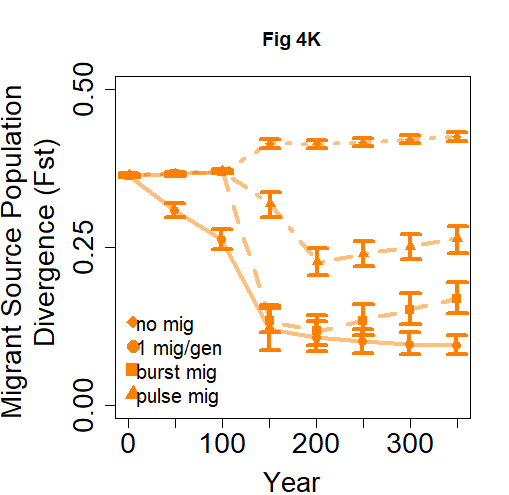 Fig 4K
Migrant Source Population
Divergence (Fst)
0.50
0.25
0.00
no mig
1 mig/gen
burst mig
pulse mig
0 100 200 300
Year